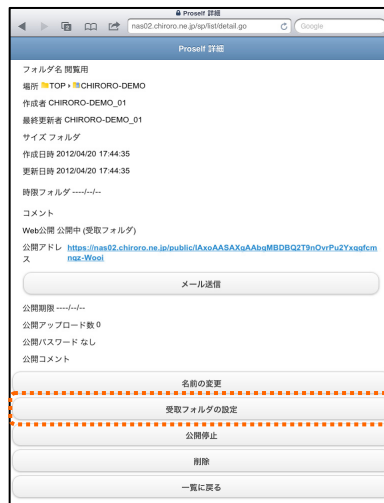 Proself 詳細
nas02.chiroro.ne.jp/sp/list/detail.go
Google
Proself 詳細
フォルダ名 閲覧用
場所 TOP › CHIRORO-DEMO
作成者 CHIRORO-DEMO_01
最終更新者 CHIRORO-DEMO_01
サイズ フォルダ
作成日時 2012/04/20 17:44:35
更新日時 2012/04/20 17:44:35
時限フォルダ ----/--/--
コメント
Web公開 公開中 (受取フォルダ)
公開アドレス https://nas02.chiroro.ne.jp/public/IAxoAASAXgAAbgMBDBQ2T9nOvrPu2Yxqgfcm
nqz-Wooi
メール送信
公開期限 ----/--/--
公開アップロード数 0
公開パスワード なし
公開コメント
名前の変更
受取フォルダの設定
公開停止
削除
一覧に戻る